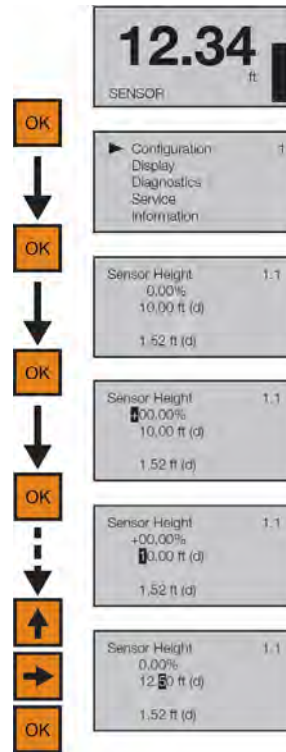 12.34
ft
SENSOR
OK
► Configuration 1
Display
Diagnostics
Service
Information
OK
Sensor Height 1.1
0.00%
10.00 ft (d)
1.52 ft (d)
OK
Sensor Height 1.1
+00.00%
10.00 ft (d)
1.52 ft (d)
OK
Sensor Height 1.1
+00.00%
10.00 ft (d)
1.52 ft (d)
Sensor Height 1.1
0.00%
12.50 ft (d)
1.52 ft (d)
OK